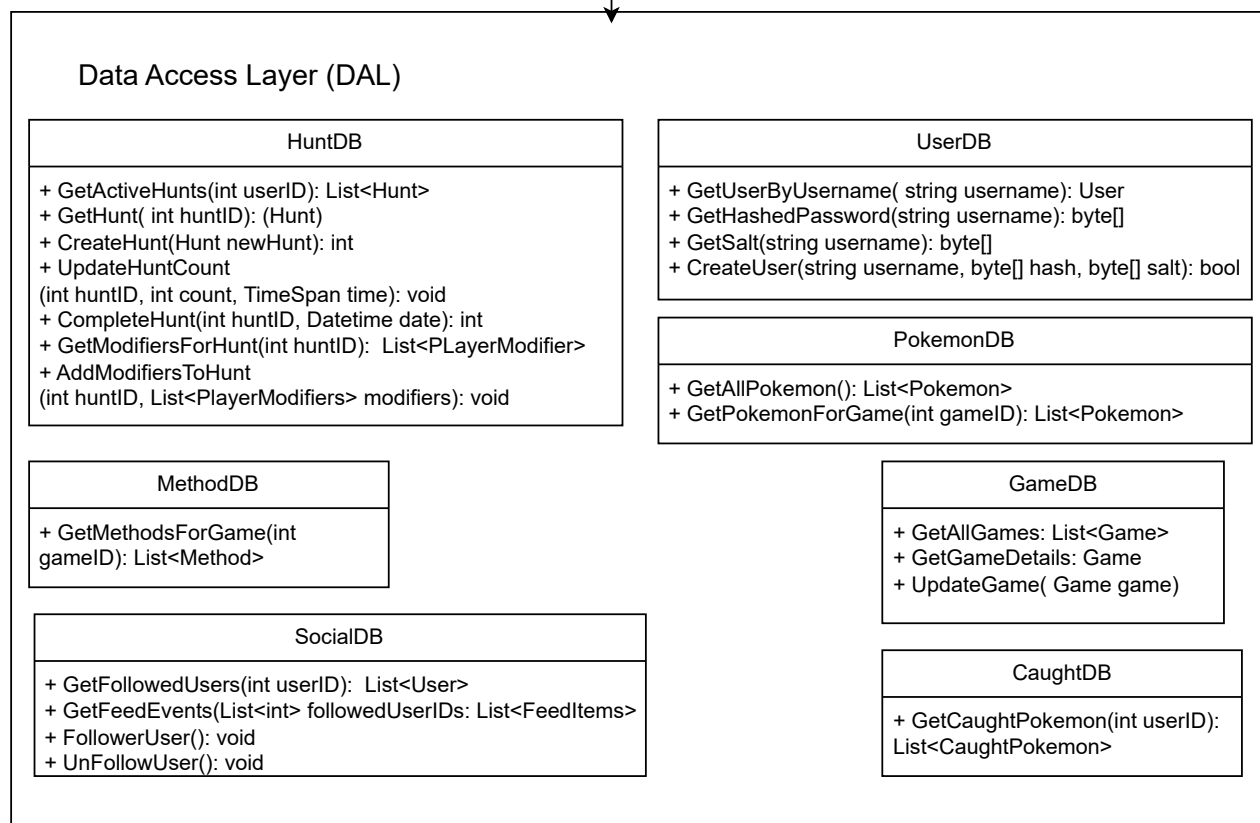 Data Access Layer (DAL)
HuntDB
+ GetActiveHunts(int userID): List<Hunt>
+ GetHunt( int huntID): (Hunt)
+ CreateHunt(Hunt newHunt): int
+ UpdateHuntCount
(int huntID, int count, TimeSpan time): void
+ CompleteHunt(int huntID, Datetime date): int
+ GetModifiersForHunt(int huntID):  List<PLayerModifier>
+ AddModifiersToHunt
(int huntID, List<PlayerModifiers> modifiers): void
UserDB
+ GetUserByUsername( string username): User
+ GetHashedPassword(string username): byte[]
+ GetSalt(string username): byte[]
+ CreateUser(string username, byte[] hash, byte[] salt): bool
PokemonDB
+ GetAllPokemon(): List<Pokemon>
+ GetPokemonForGame(int gameID): List<Pokemon>
MethodDB
+ GetMethodsForGame(int
gameID): List<Method>
GameDB
+ GetAllGames: List<Game>
+ GetGameDetails: Game
+ UpdateGame( Game game)
SocialDB
+ GetFollowedUsers(int userID):  List<User>
+ GetFeedEvents(List<int> followedUserIDs: List<FeedItems>
+ FollowerUser(): void
+ UnFollowUser(): void
CaughtDB
+ GetCaughtPokemon(int userID):
List<CaughtPokemon>